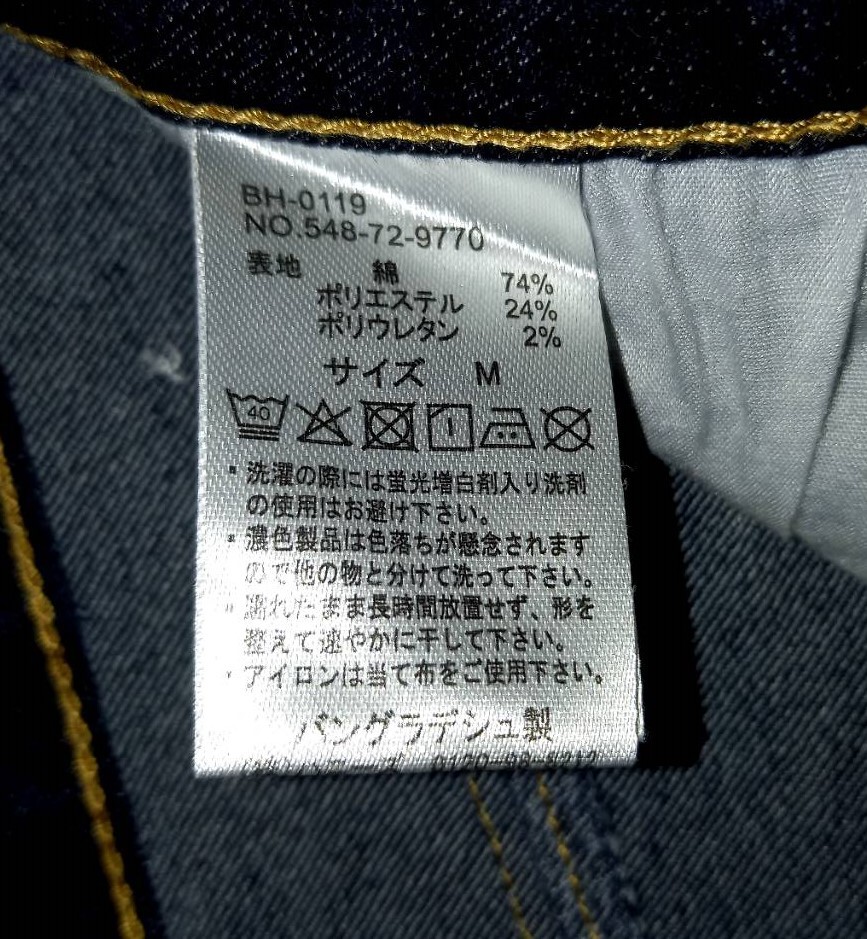 BH-0119
NO.548-72-9770
表地 綿 74%
ポリエステル 24%
ポリウレタン 2%
サイズ M
40
・洗濯の際には蛍光増白剤入り洗剤
の使用はお避け下さい。
・濃色製品は色落ちが懸念されます
ので他の物と分けて洗って下さい。
・濡れたまま長時間放置せず、形を
整えて速やかに干して下さい。
・アイロンは当て布をご使用下さい。
バングラデシュ製